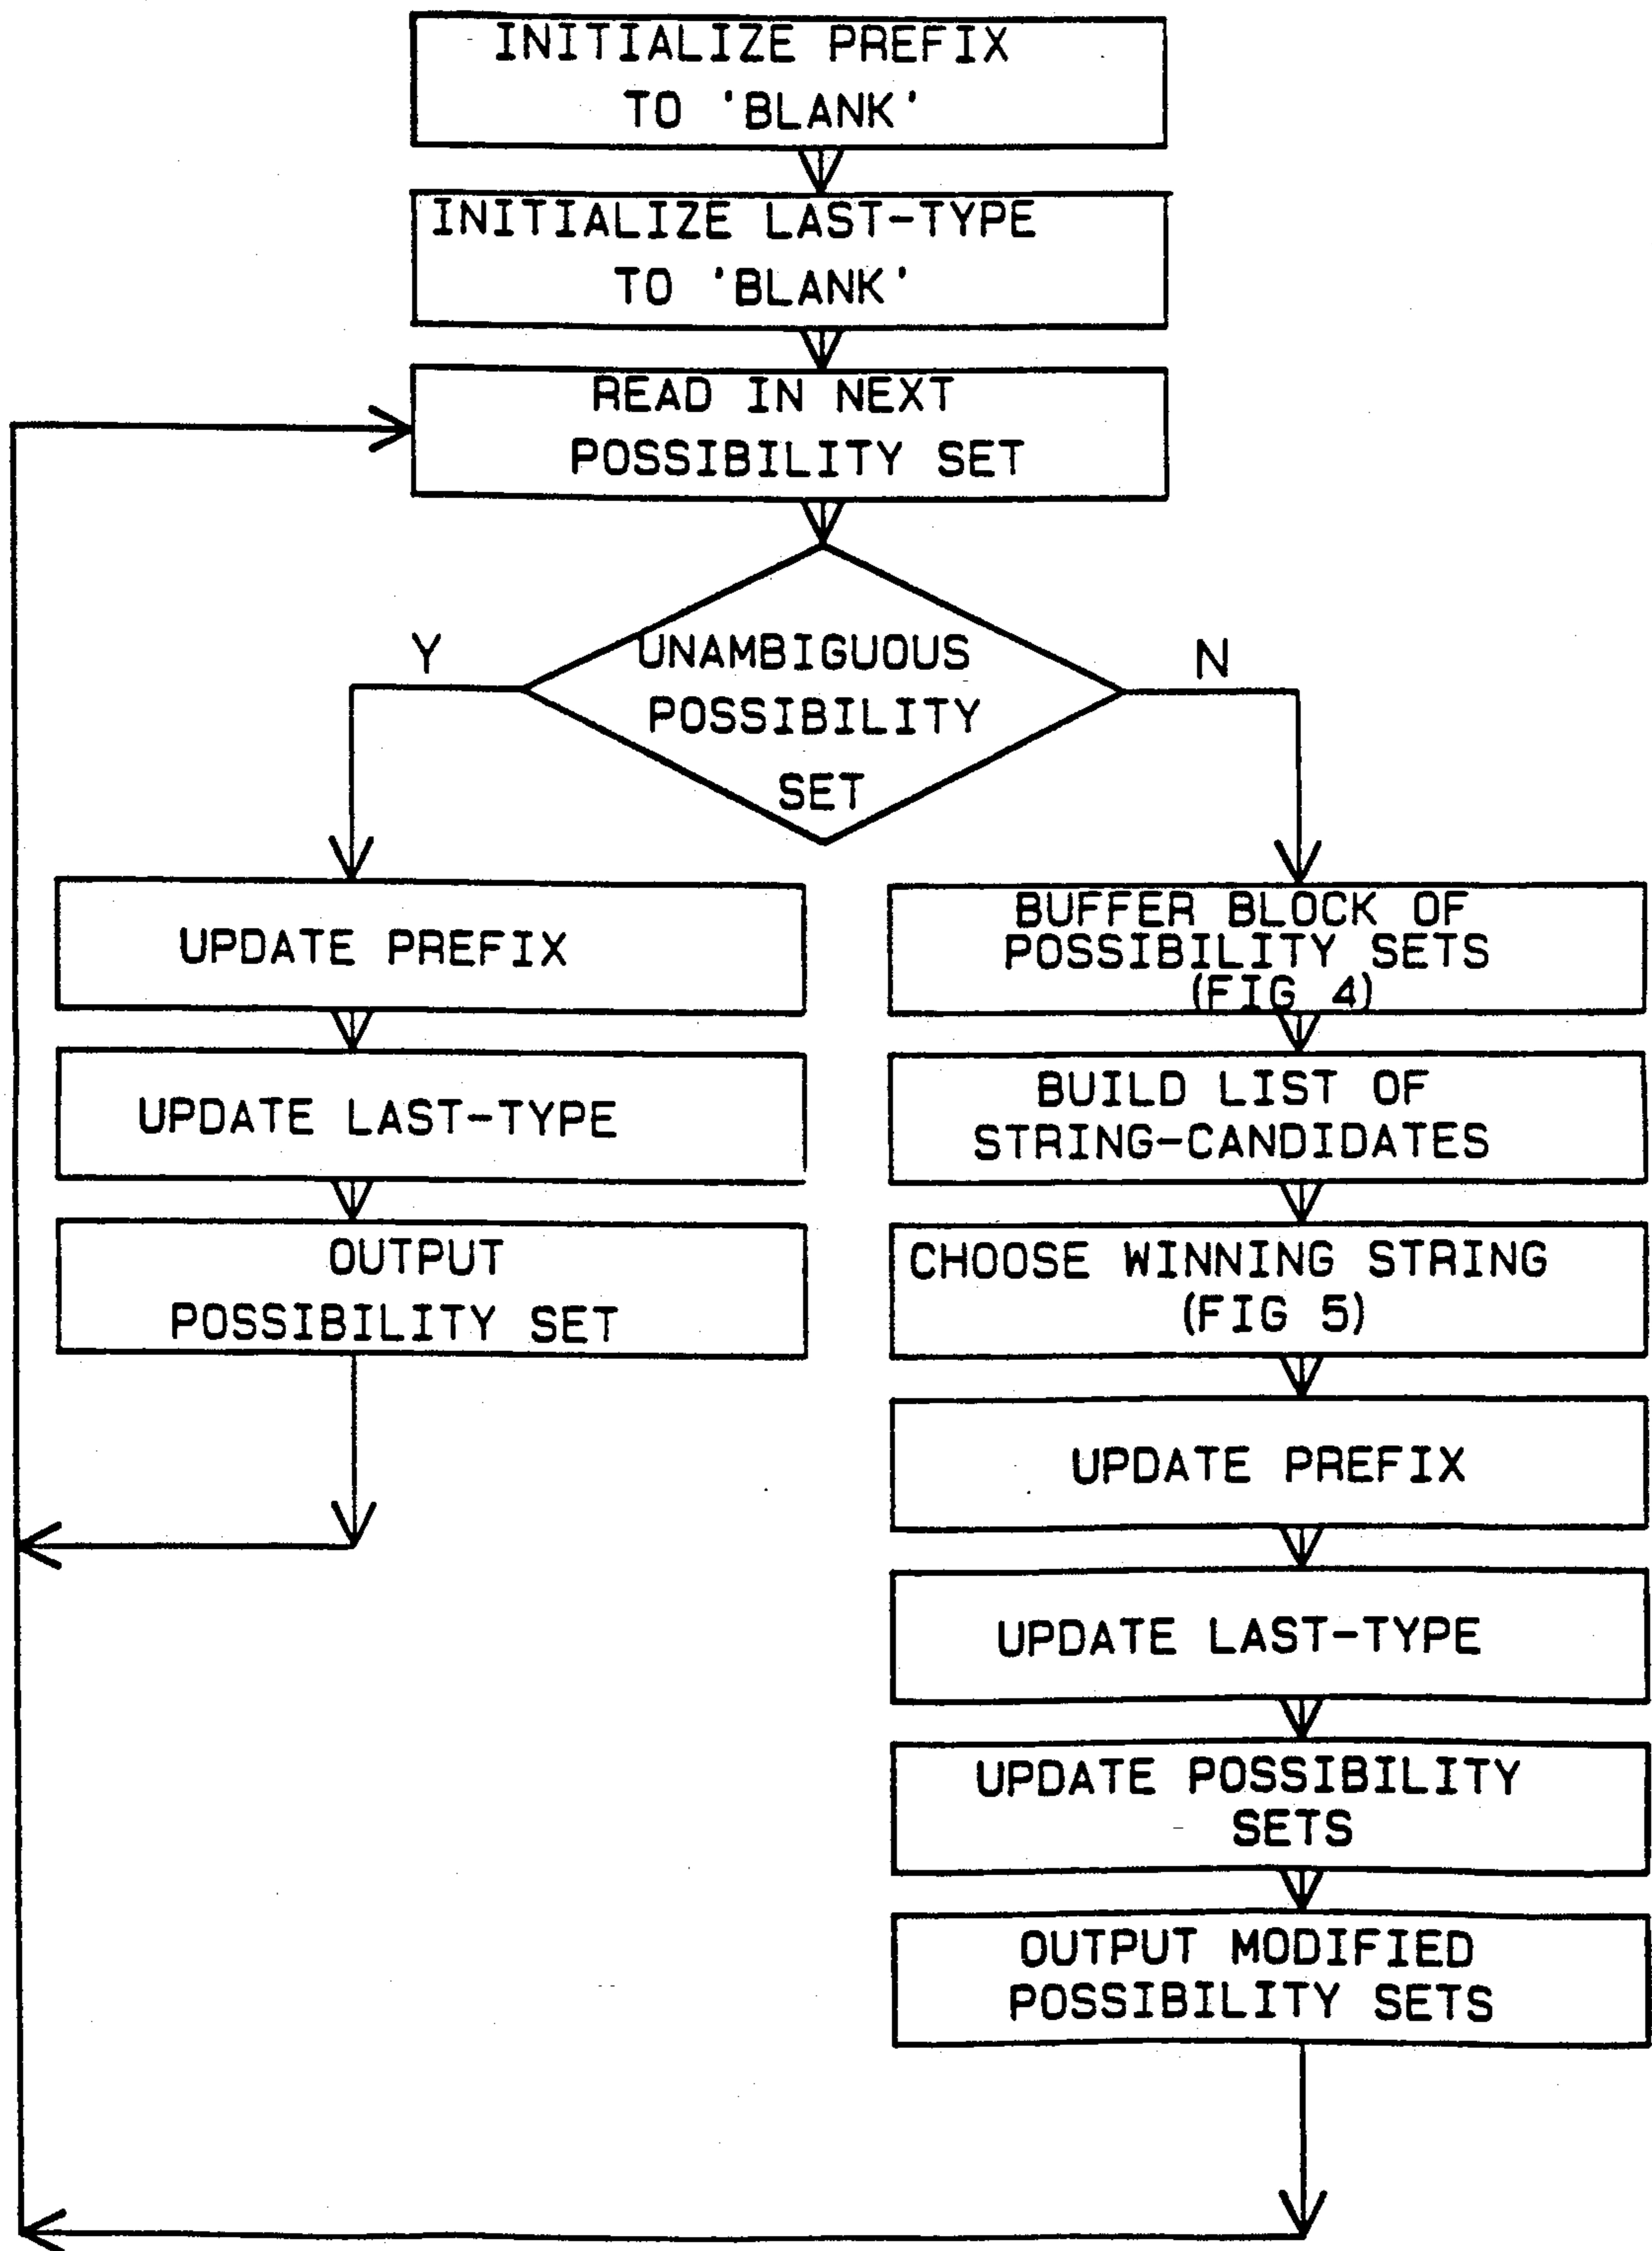 INITIALIZE PREFIX
TO 'BLANK'
INITIALIZE LAST-TYPE
TO 'BLANK'
READ IN NEXT
POSSIBILITY SET
UNAMBIGUOUS
POSSIBILITY
SET
Y
N
UPDATE PREFIX
UPDATE LAST-TYPE
OUTPUT
POSSIBILITY SET
BUFFER BLOCK OF
POSSIBILITY SETS
(FIG 4)
BUILD LIST OF
STRING-CANDIDATES
CHOOSE WINNING STRING
(FIG 5)
UPDATE PREFIX
UPDATE LAST-TYPE
UPDATE POSSIBILITY
SETS
OUTPUT MODIFIED
POSSIBILITY SETS